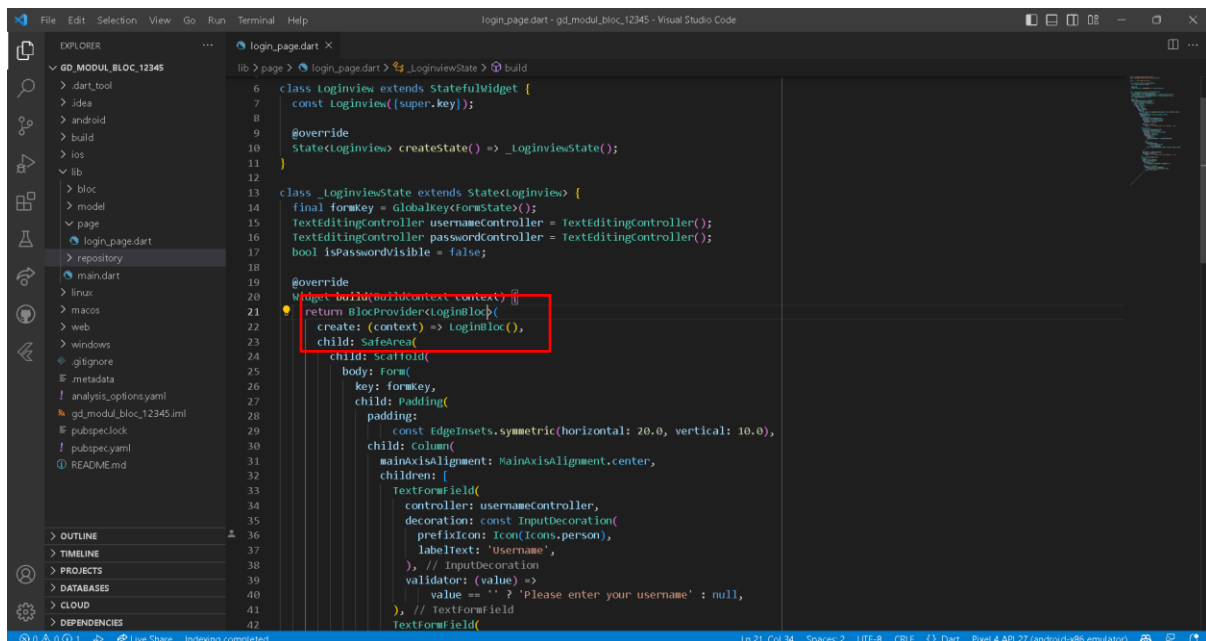 File Edit Selection View Go Run Terminal Help login_page.dart - gd_modul_bloc_12345 - Visual Studio Code
EXPLORER
GD_MODUL_BLOC_12345
.dart_tool
.idea
android
build
ios
lib
bloc
model
page
login_page.dart
repository
main.dart
linux
macos
web
windows
.gitignore
.metadata
analysis_options.yaml
gd_modul_bloc_12345.iml
pubspec.lock
pubspec.yaml
README.md
OUTLINE
TIMELINE
PROJECTS
DATABASES
CLOUD
DEPENDENCIES
login_page.dart
lib > page > login_page.dart > _LoginviewState > build
6 class Loginview extends StatefulWidget {
7 const Loginview({super.key});
8
9 @override
10 State<Loginview> createState() => _LoginviewState();
11 }
12
13 class _LoginviewState extends State<Loginview> {
14 final formKey = GlobalKey<FormState>();
15 TextEditingController usernameController = TextEditingController();
16 TextEditingController passwordController = TextEditingController();
17 bool isPasswordVisible = false;
18
19 @override
20 Widget build(BuildContext context) {
21 return BlocProvider<LoginBloc>(
22 create: (context) => LoginBloc(),
23 child: SafeArea(
24 child: Scaffold(
25 body: Form(
26 key: formKey,
27 child: Padding(
28 padding:
29 const EdgeInsets.symmetric(horizontal: 20.0, vertical: 10.0),
30 child: Column(
31 mainAxisAlignment: MainAxisAlignment.center,
32 children: [
33 TextFormField(
34 controller: usernameController,
35 decoration: const InputDecoration(
36 prefixIcon: Icon(Icons.person),
37 labelText: 'Username',
38 ), // InputDecoration
39 validator: (value) =>
40 value == '' ? 'Please enter your username' : null,
41 ), // TextFormField
42 TextFormField(
0 0 1 Live Share Indexing completed. Ln 21, Col 34 Spaces: 2 UTF-8 CRLF {} Dart Pixel 4 API 27 (android-x86 emulator)